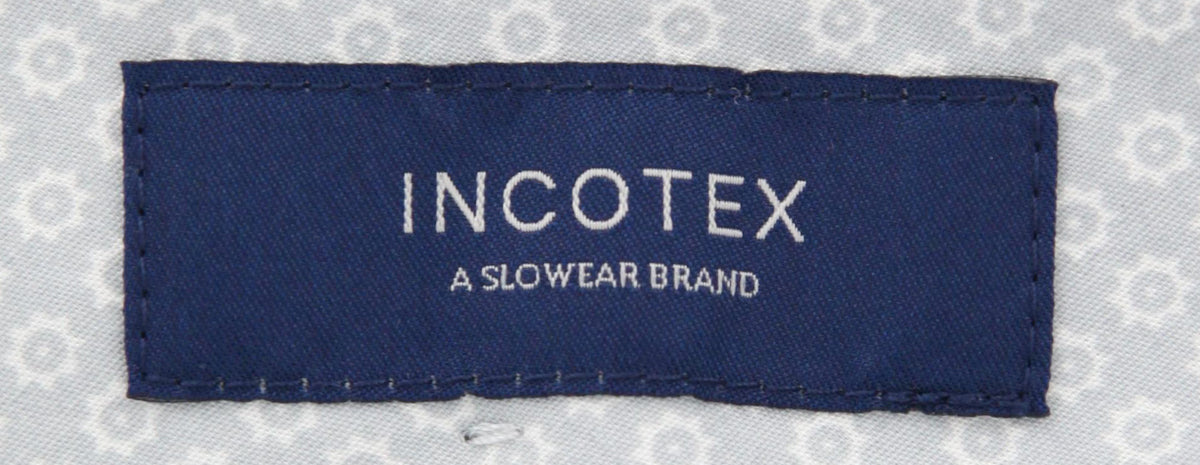 INCOTEX
A SLOWEAR BRAND